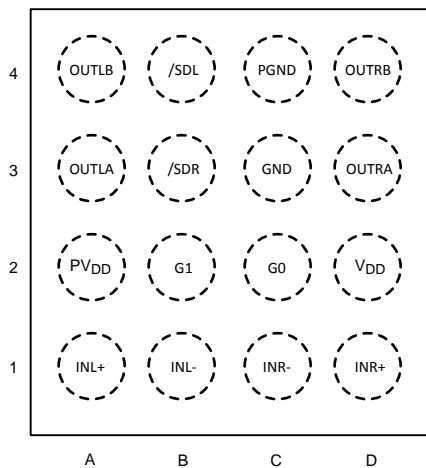 4 OUTLB /SDL PGND OUTRB
3 OUTLA /SDR GND OUTRA
2 PVDD G1 G0 VDD
1 INL+ INL- INR- INR+
A B C D